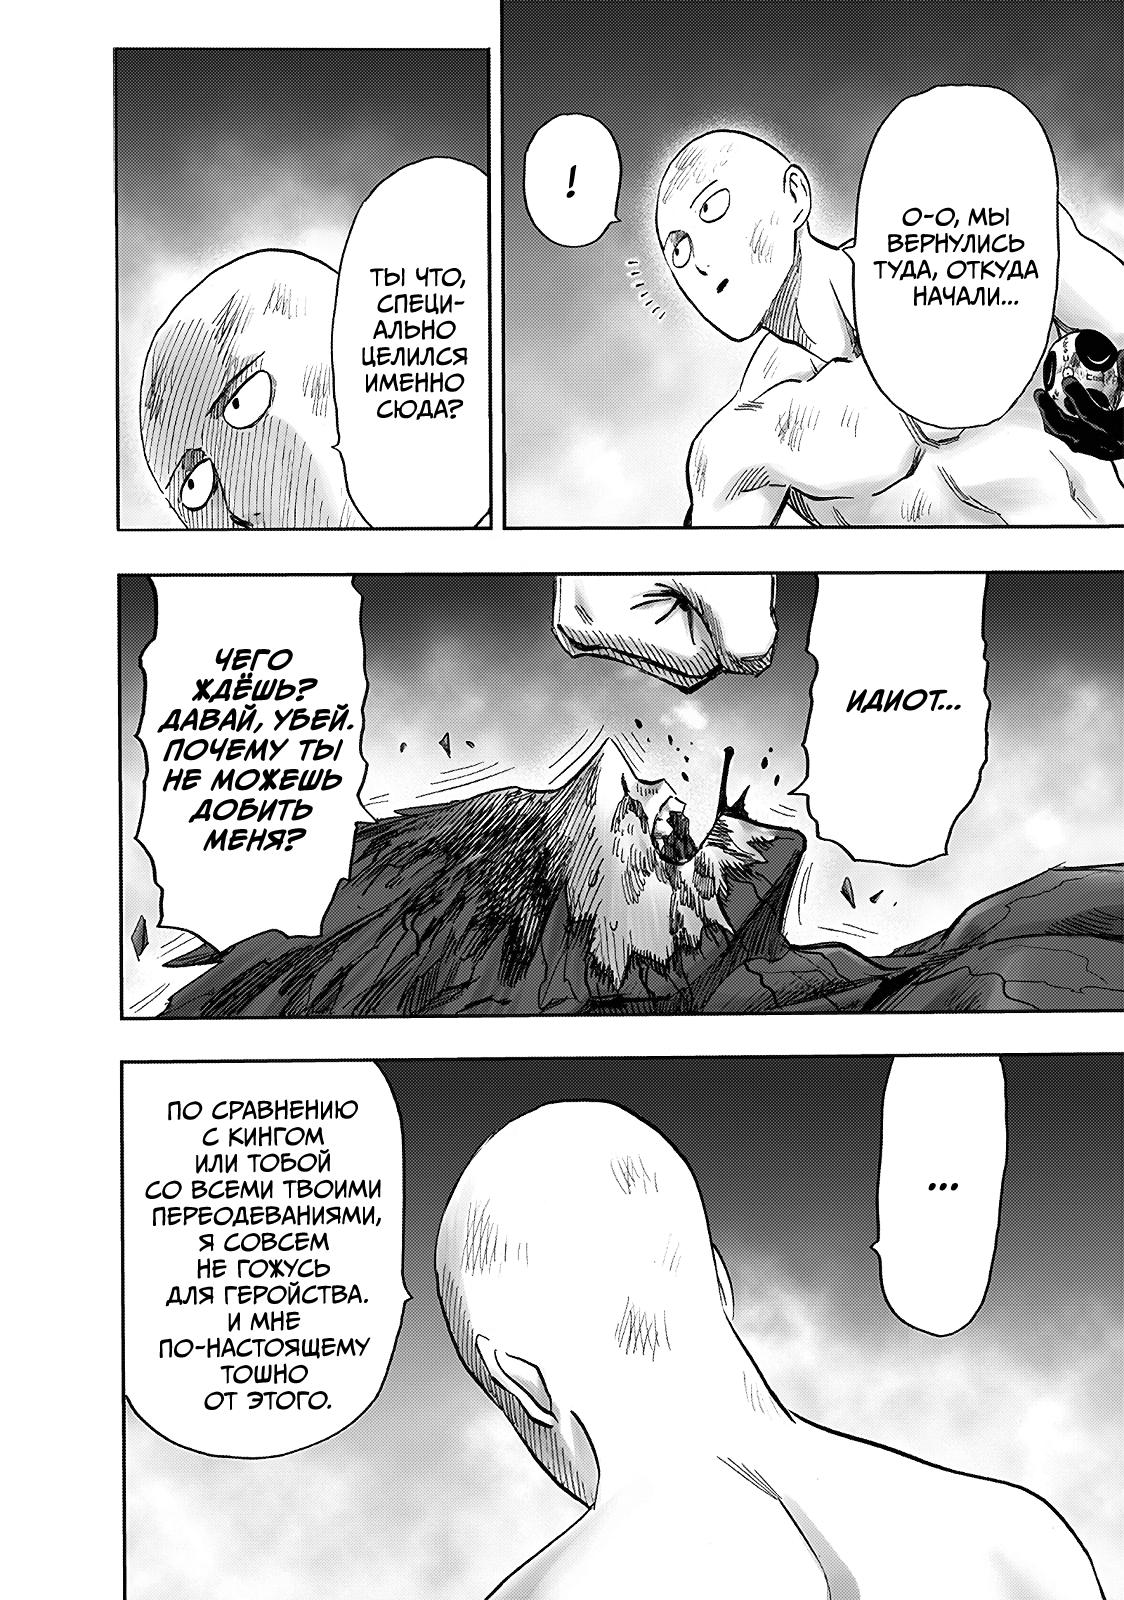 О-О, МЫ
ВЕРНУЛИСЬ
ТУДА, ОТКУДА
НАЧАЛИ...
!
ТЫ ЧТО,
СПЕЦИ-
АЛЬНО
ЦЕЛИЛСЯ
ИМЕННО
СЮДА?
ИДИОТ...
ЧЕГО
ЖДЁШЬ?
ДАВАЙ, УБЕЙ.
ПОЧЕМУ ТЫ
НЕ МОЖЕШЬ
ДОБИТЬ
МЕНЯ?
...
ПО СРАВНЕНИЮ
С КИНГОМ
ИЛИ ТОБОЙ
СО ВСЕМИ ТВОИМИ
ПЕРЕОДЕВАНИЯМИ,
Я СОВСЕМ
НЕ ГОЖУСЬ
ДЛЯ ГЕРОЙСТВА.
И МНЕ
ПО-НАСТОЯЩЕМУ
ТОШНО
ОТ ЭТОГО.